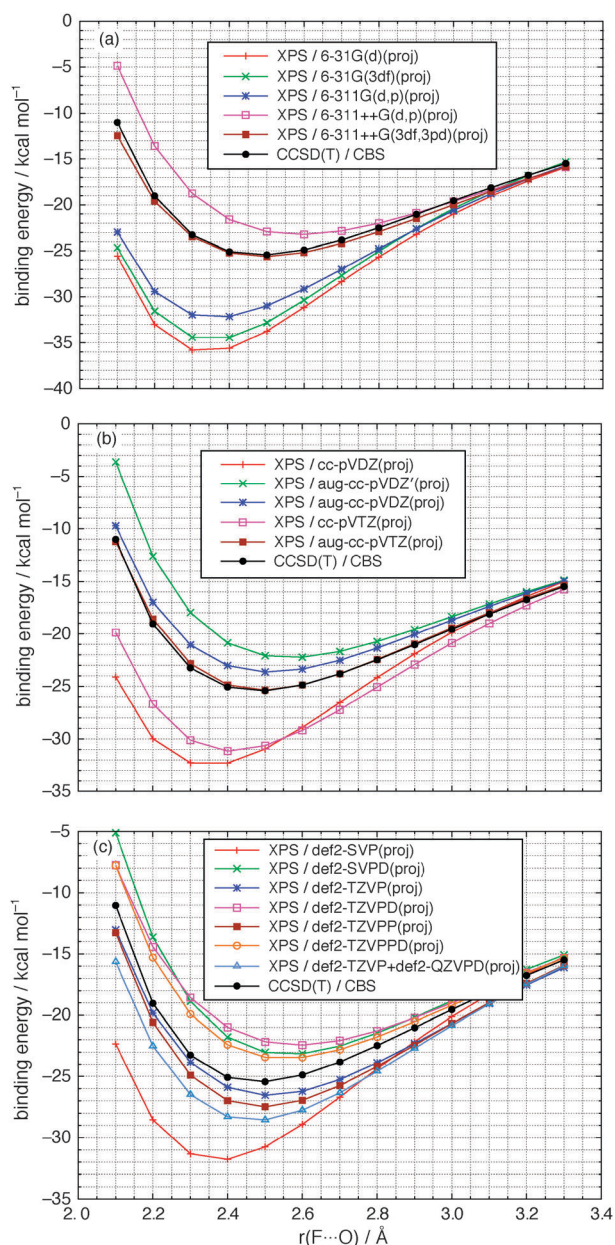 0
(a)
XPS / 6-31G(d)(proj)
XPS / 6-31G(3df)(proj)
XPS / 6-311G(d,p)(proj)
XPS / 6-311++G(d,p)(proj)
XPS / 6-311++G(3df,3pd)(proj)
CCSD(T) / CBS
−5
−10
−15
−20
−25
−30
−35
−40
binding energy / kcal mol⁻¹
0
(b)
XPS / cc-pVDZ(proj)
XPS / aug-cc-pVDZ′(proj)
XPS / aug-cc-pVDZ(proj)
XPS / cc-pVTZ(proj)
XPS / aug-cc-pVTZ(proj)
CCSD(T) / CBS
−5
−10
−15
−20
−25
−30
−35
binding energy / kcal mol⁻¹
−5
(c)
XPS / def2-SVP(proj)
XPS / def2-SVPD(proj)
XPS / def2-TZVP(proj)
XPS / def2-TZVPD(proj)
XPS / def2-TZVPP(proj)
XPS / def2-TZVPPD(proj)
XPS / def2-TZVP+def2-QZVPD(proj)
CCSD(T) / CBS
−10
−15
−20
−25
−30
−35
binding energy / kcal mol⁻¹
2.0 2.2 2.4 2.6 2.8 3.0 3.2 3.4
r(F···O) / Å